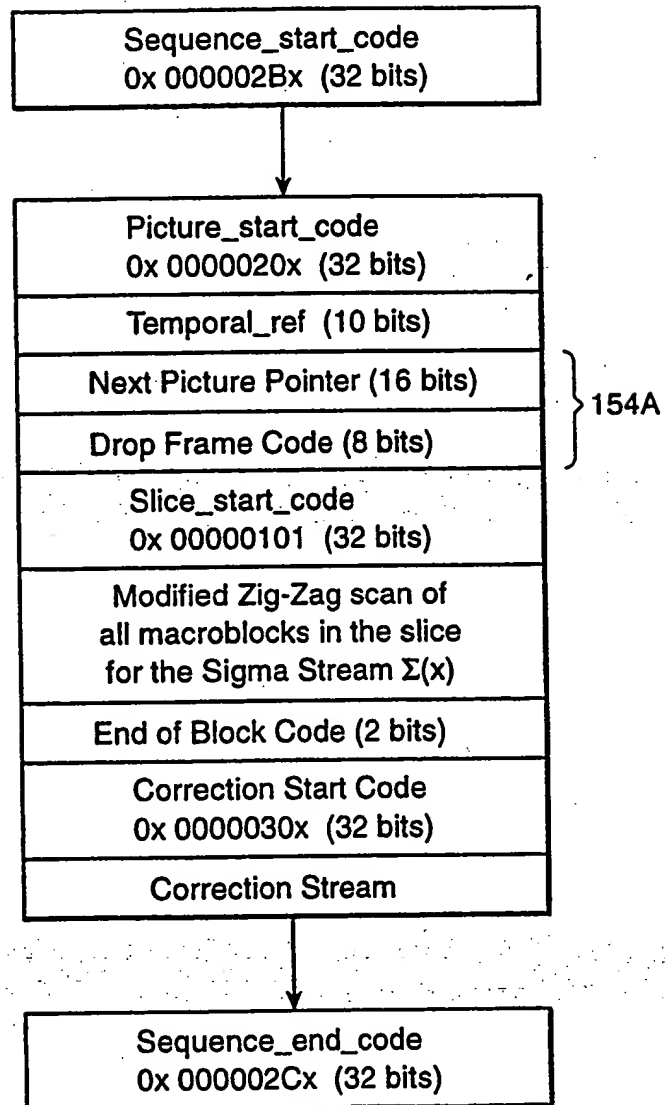 Sequence_start_code
0x 000002Bx (32 bits)
Picture_start_code
0x 0000020x (32 bits)
Temporal_ref (10 bits)
Next Picture Pointer (16 bits)
154A
Drop Frame Code (8 bits)
Slice_start_code
0x 00000101 (32 bits)
Modified Zig-Zag scan of
all macroblocks in the slice
for the Sigma Stream Σ(x)
End of Block Code (2 bits)
Correction Start Code
0x 0000030x (32 bits)
Correction Stream
Sequence_end_code
0x 000002Cx (32 bits)